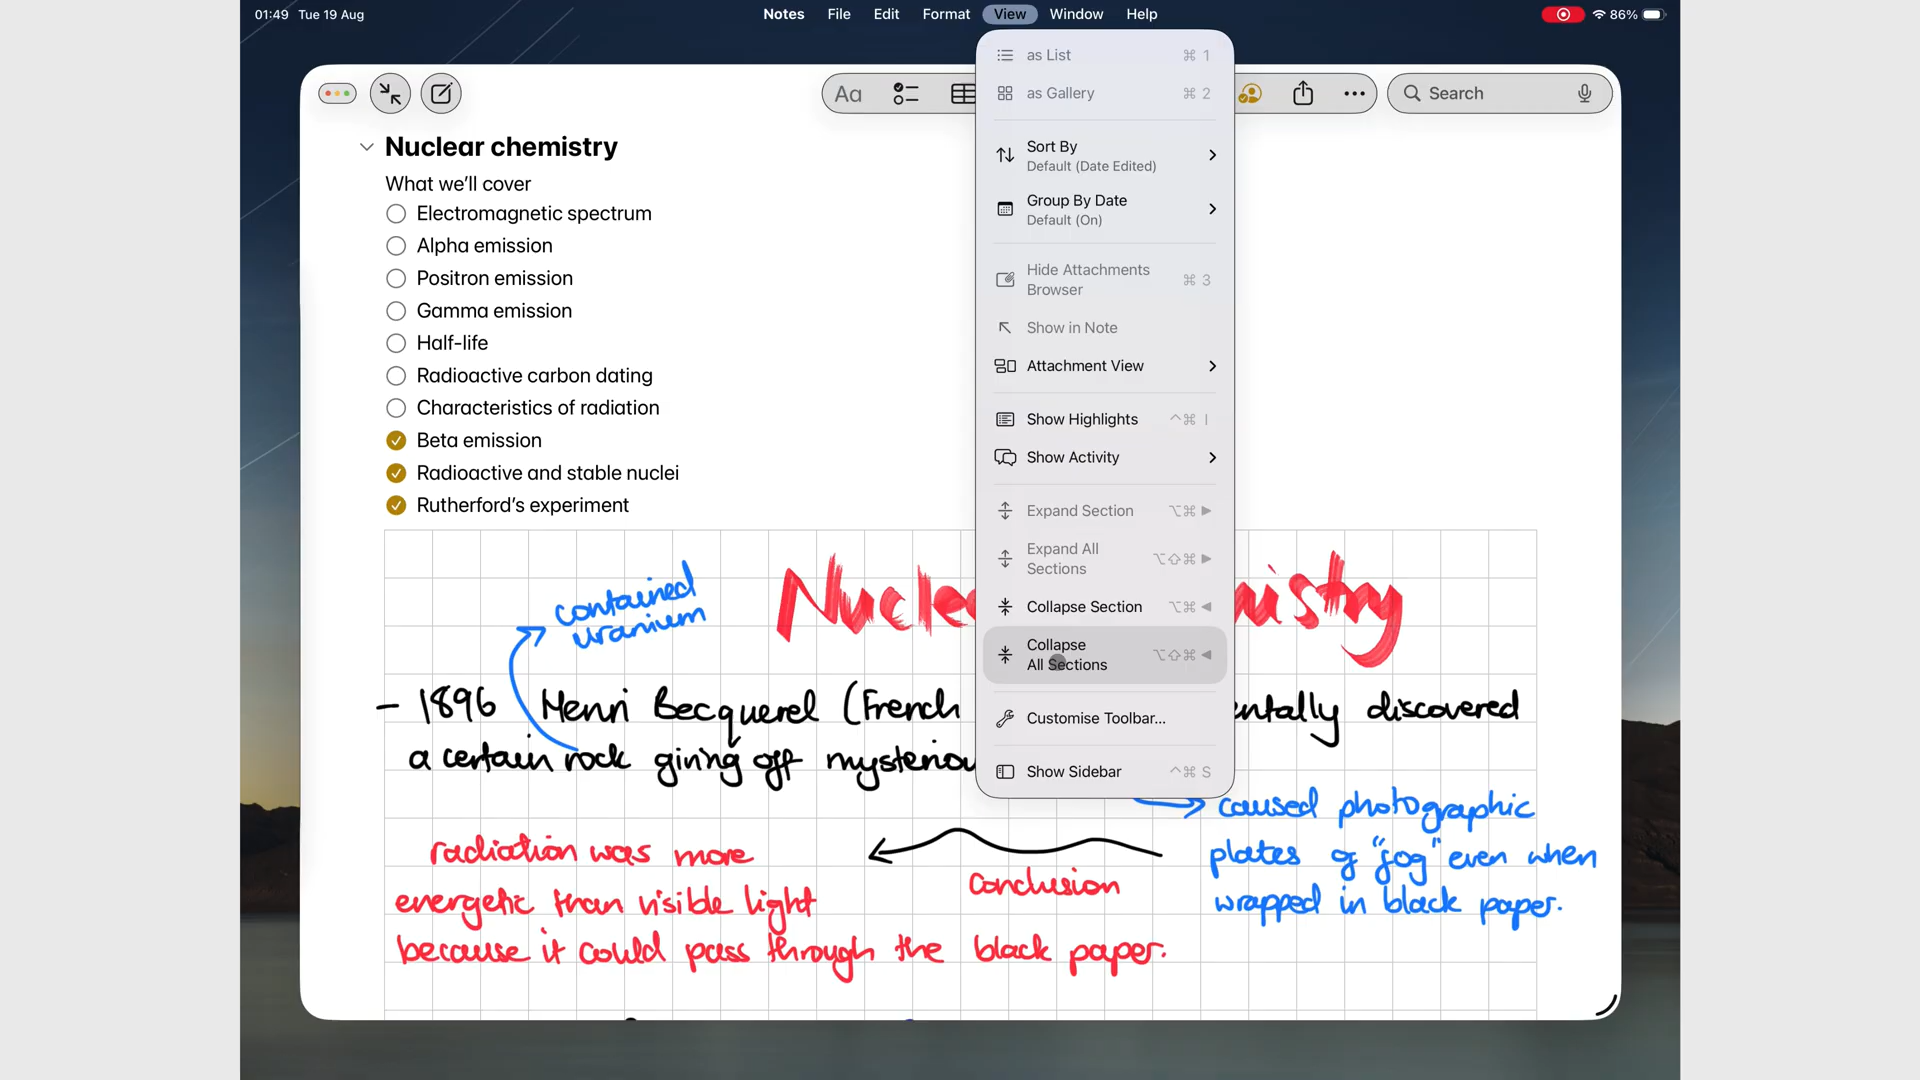 01:49 Tue 19 Aug
Notes File Edit Format View Window Help
86%
Aa
Search
as List ⌘ 1
as Gallery ⌘ 2
Sort By
Default (Date Edited)
Group By Date
Default (On)
Hide Attachments
Browser ⌘ 3
Show in Note
Attachment View
Show Highlights ^⌘ I
Show Activity
Expand Section ⌥⌘ ▶
Expand All
Sections ⌥⇧⌘ ▶
Collapse Section ⌥⌘ ◀
Collapse
All Sections ⌥⇧⌘ ◀
Customise Toolbar...
Show Sidebar ^⌘ S
Nuclear chemistry
What we’ll cover
Electromagnetic spectrum
Alpha emission
Positron emission
Gamma emission
Half-life
Radioactive carbon dating
Characteristics of radiation
Beta emission
Radioactive and stable nuclei
Rutherford’s experiment
Nucle istry
contained
uranium
- 1896 Henri Becquerel (French entally discovered
a certain rock giving off mysteriou
caused photographic
plates of "fog" even when
wrapped in black paper.
Conclusion
radiation was more
energetic than visible light
because it could pass through the black paper.